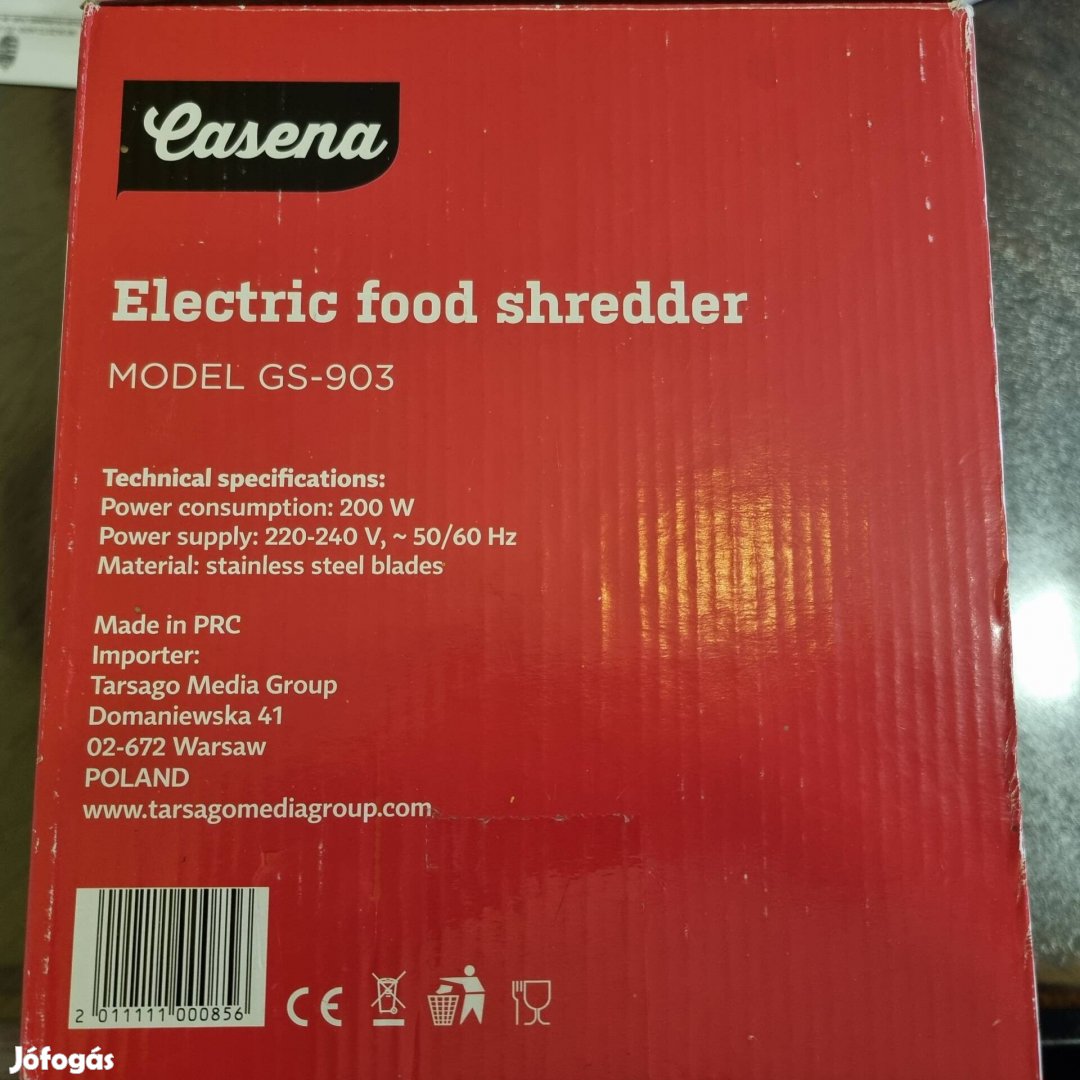 Casena
Electric food shredder
MODEL GS-903
Technical specifications:
Power consumption: 200 W
Power supply: 220-240 V, ~ 50/60 Hz
Material: stainless steel blades
Made in PRC
Importer:
Tarsago Media Group
Domaniewska 41
02-672 Warsaw
POLAND
www.tarsagomediagroup.com
2 011111 000856
CE
Jófogás